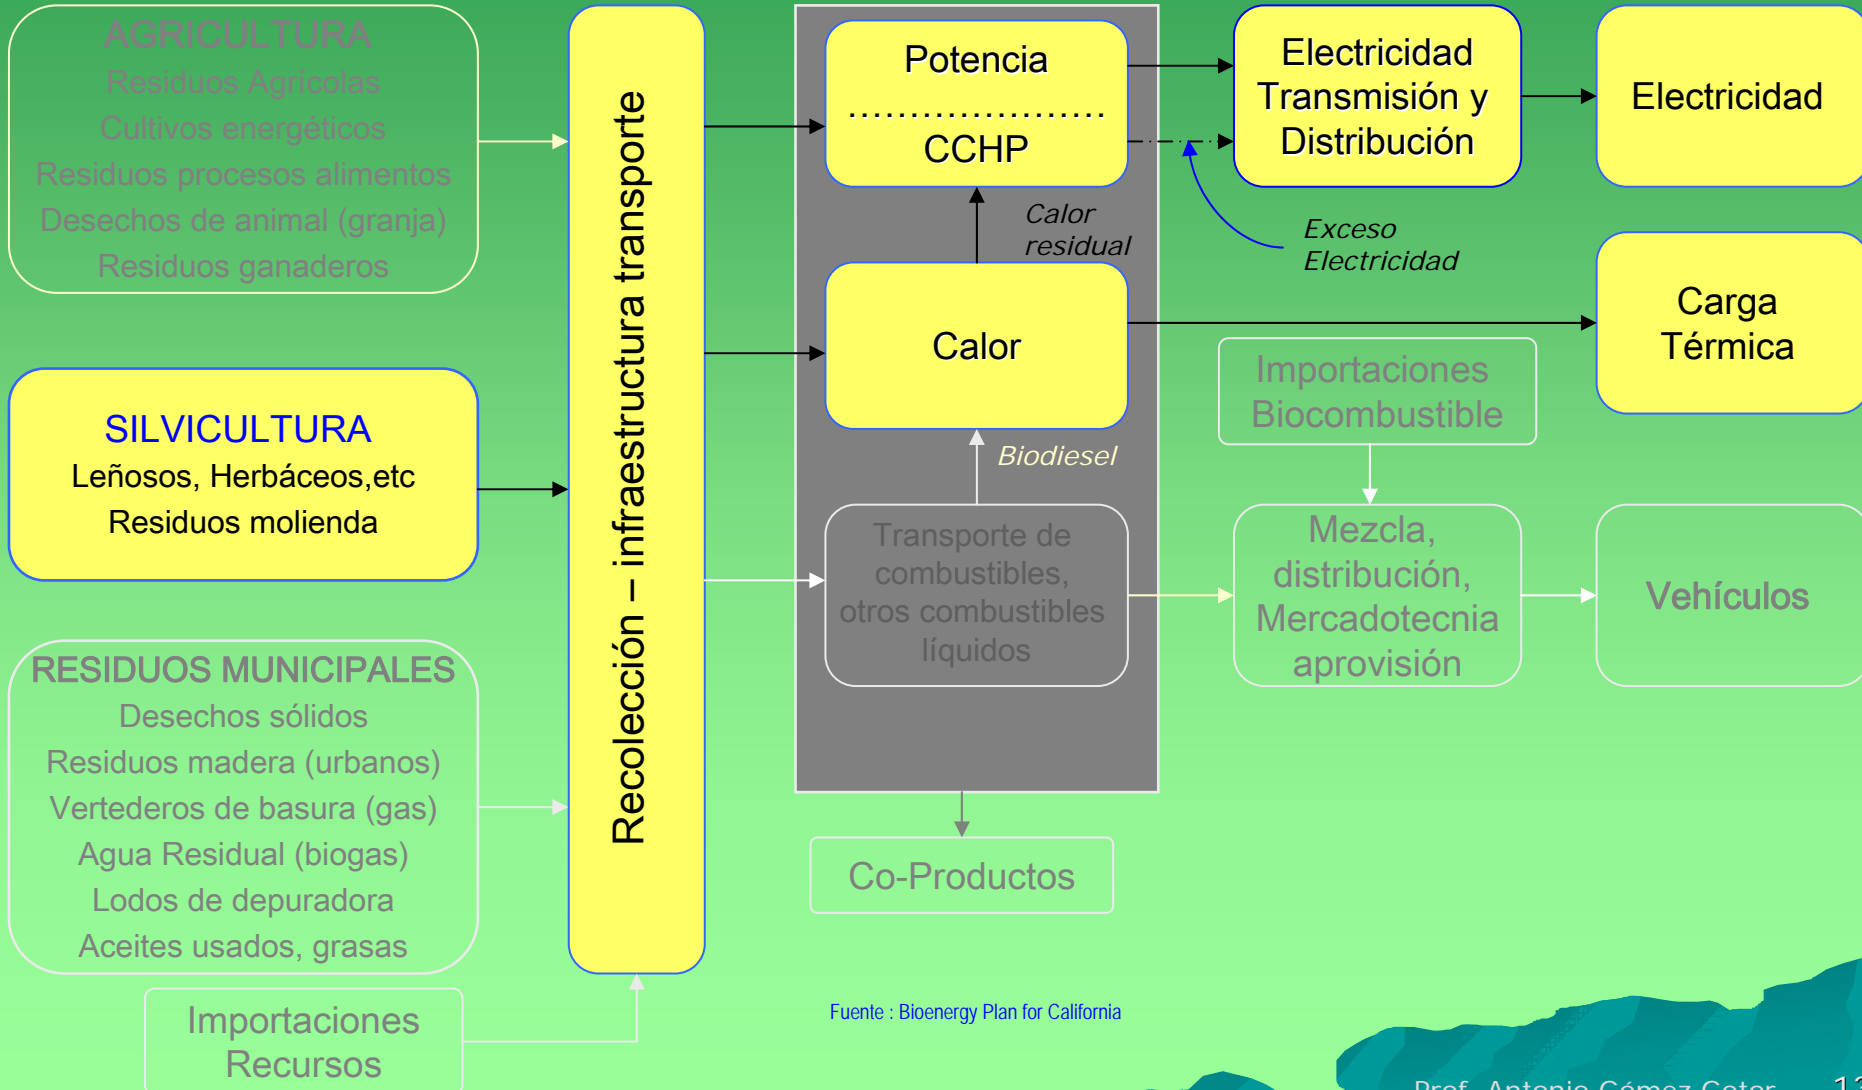 AGRICULTURA
Residuos Agrícolas
Cultivos energéticos
Residuos procesos alimentos
Desechos de animal (granja)
Residuos ganaderos
SILVICULTURA
Leñosos, Herbáceos,etc
Residuos molienda
RESIDUOS MUNICIPALES
Desechos sólidos
Residuos madera (urbanos)
Vertederos de basura (gas)
Agua Residual (biogas)
Lodos de depuradora
Aceites usados, grasas
Importaciones
Recursos
Recolección – infraestructura transporte
Potencia
.....................
CCHP
Calor
residual
Calor
Biodiesel
Transporte de
combustibles,
otros combustibles
líquidos
Co-Productos
Electricidad
Transmisión y
Distribución
Exceso
Electricidad
Importaciones
Biocombustible
Mezcla,
distribución,
Mercadotecnia
aprovisión
Electricidad
Carga
Térmica
Vehículos
Fuente : Bioenergy Plan for California
Prof. Antonio Gómez Gotor